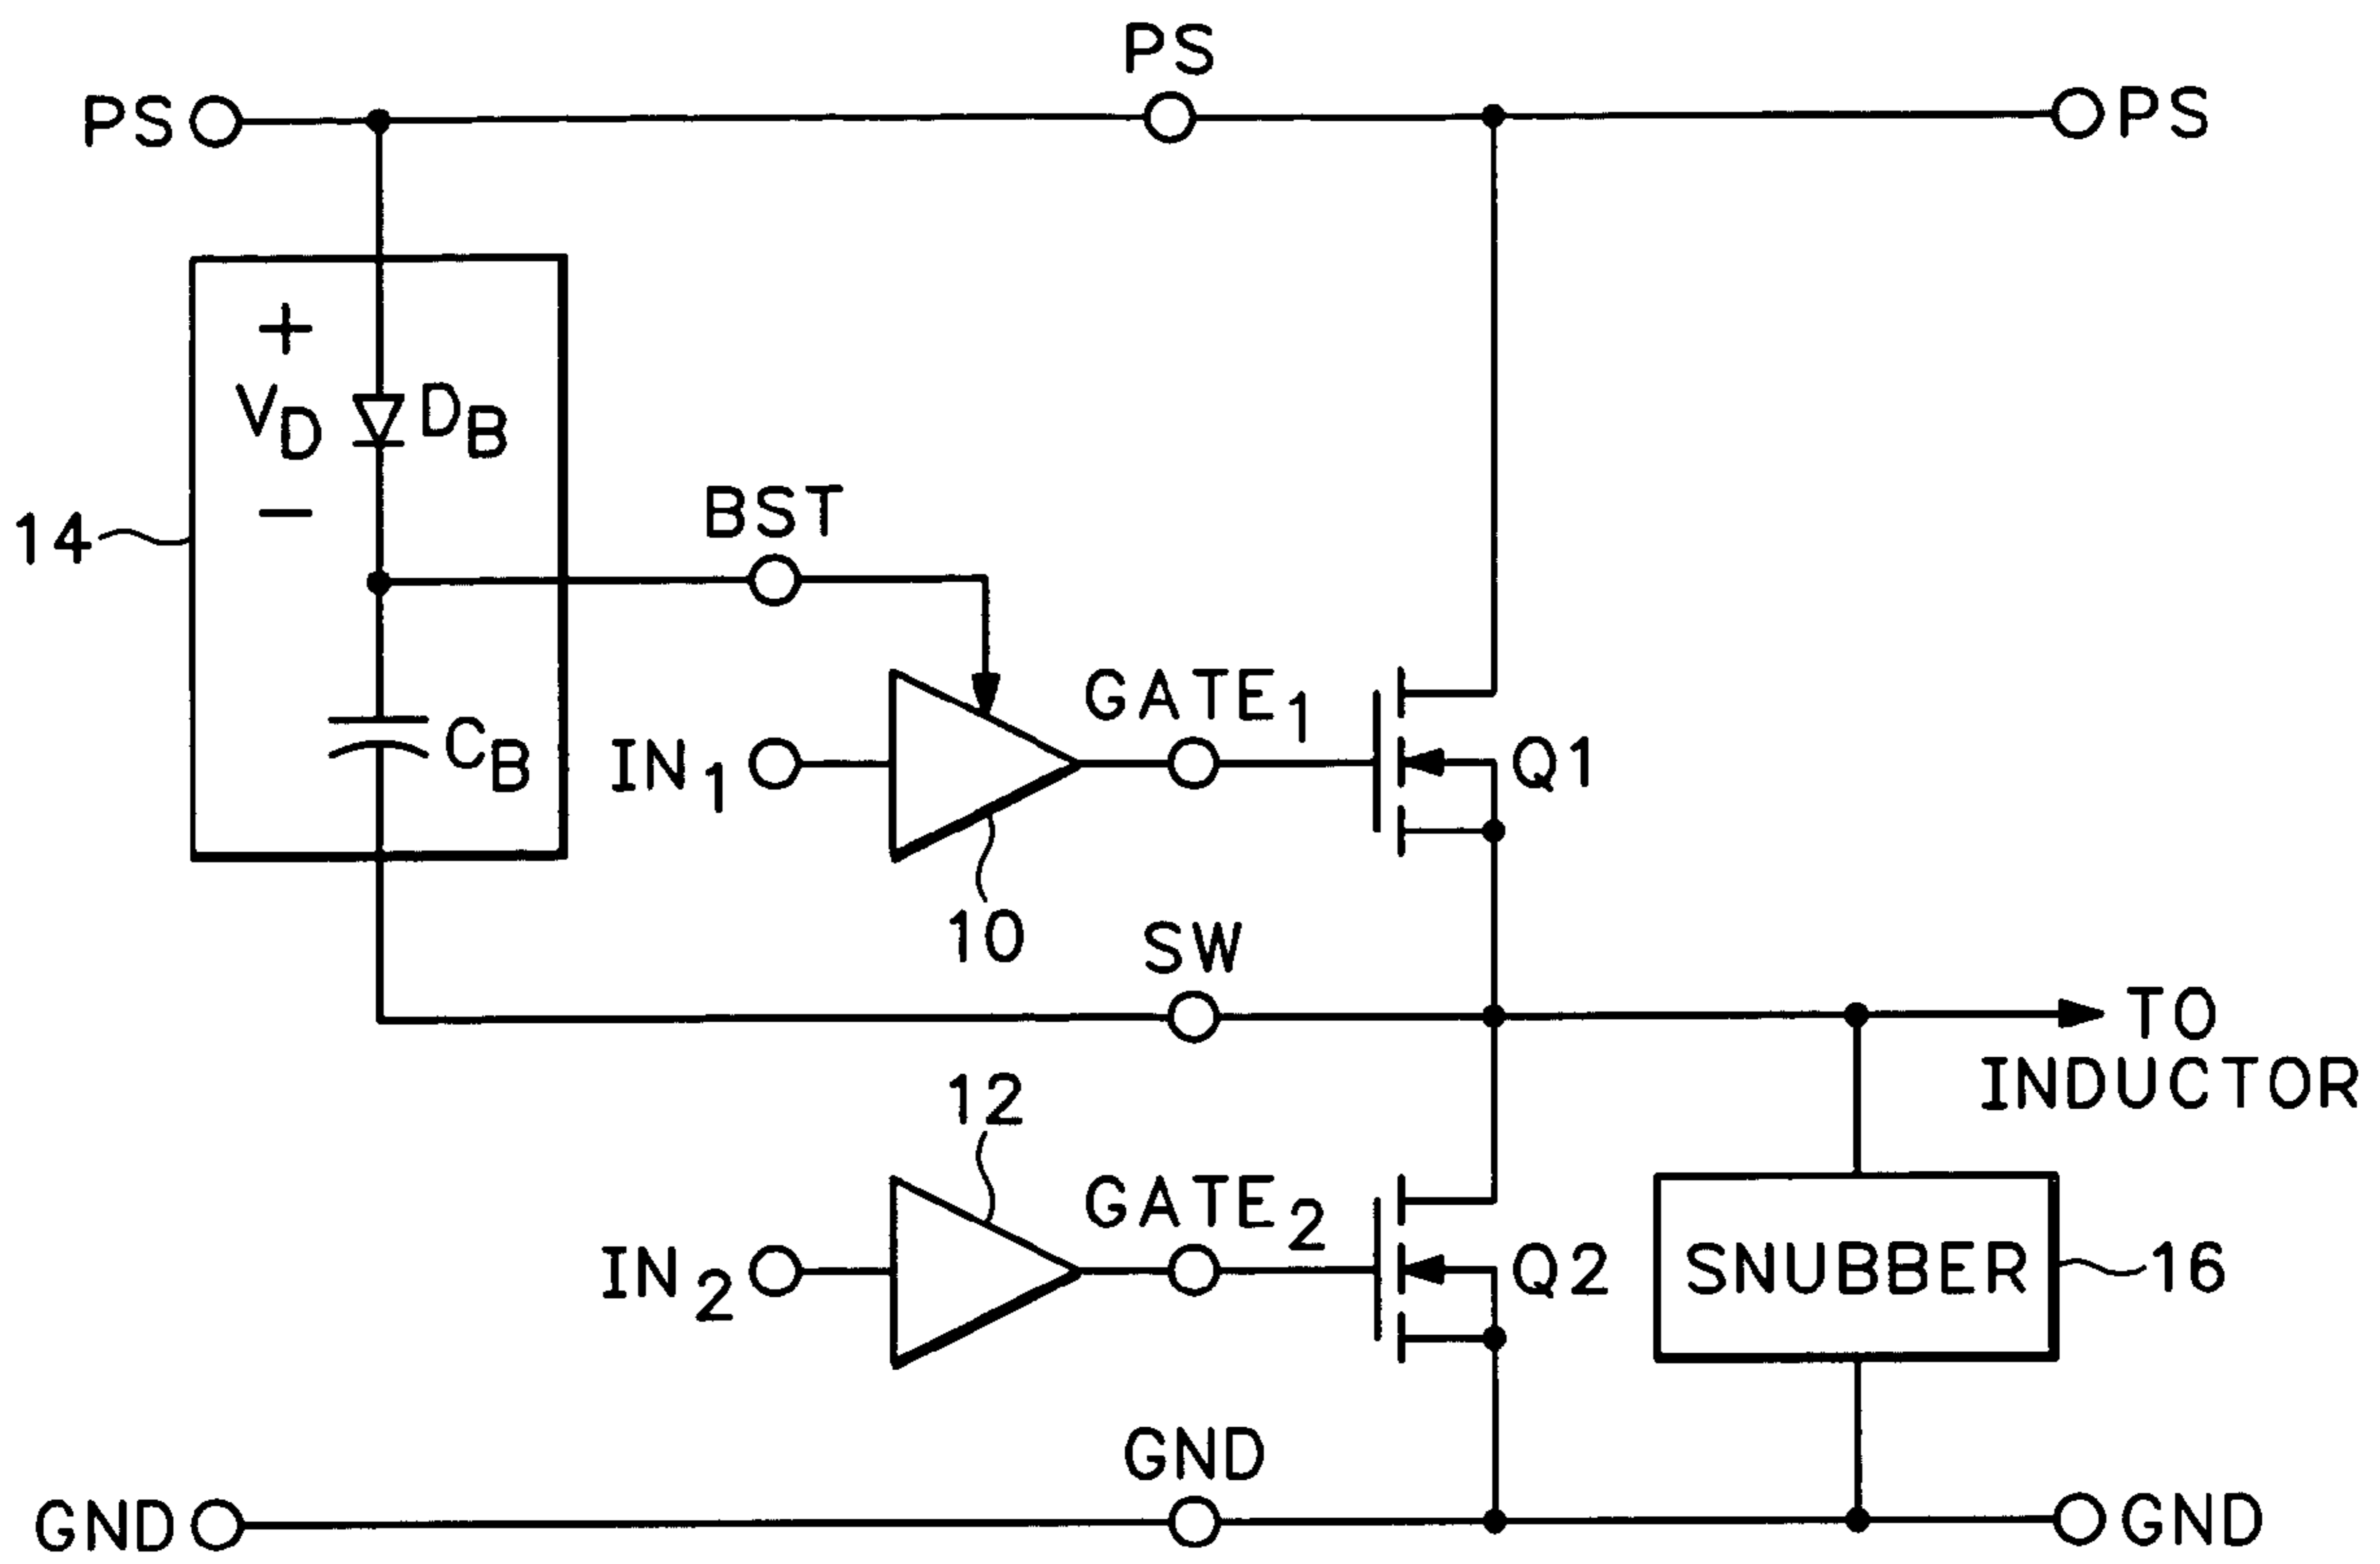 PS
PS
PS
+
V_D
D_B
−
14
BST
C_B
IN_1
GATE_1
Q1
10
SW
TO
INDUCTOR
12
IN_2
GATE_2
Q2
SNUBBER
16
GND
GND
GND